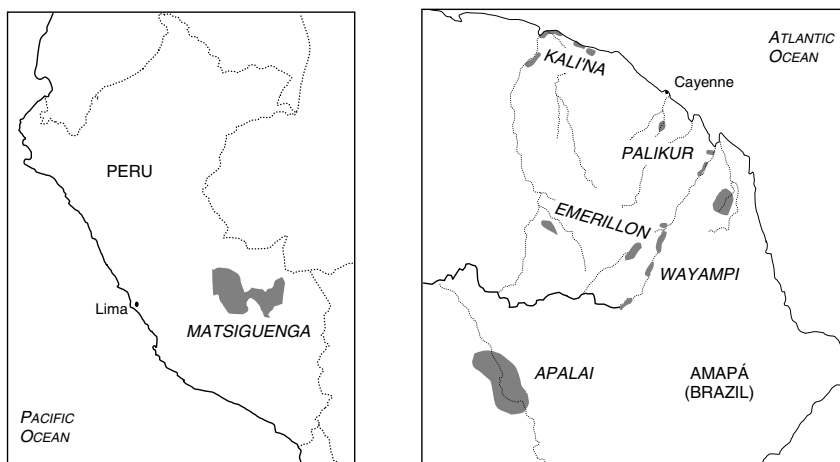 PERU
Lima
MATSIGUENGA
PACIFIC
OCEAN
ATLANTIC
OCEAN
KALI'NA
Cayenne
PALIKUR
EMERILLON
WAYAMPI
APALAI
AMAPÁ
(BRAZIL)